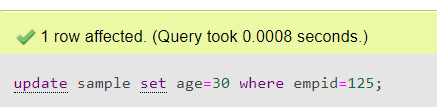 1 row affected. (Query took 0.0008 seconds.)
update sample set age=30 where empid=125;